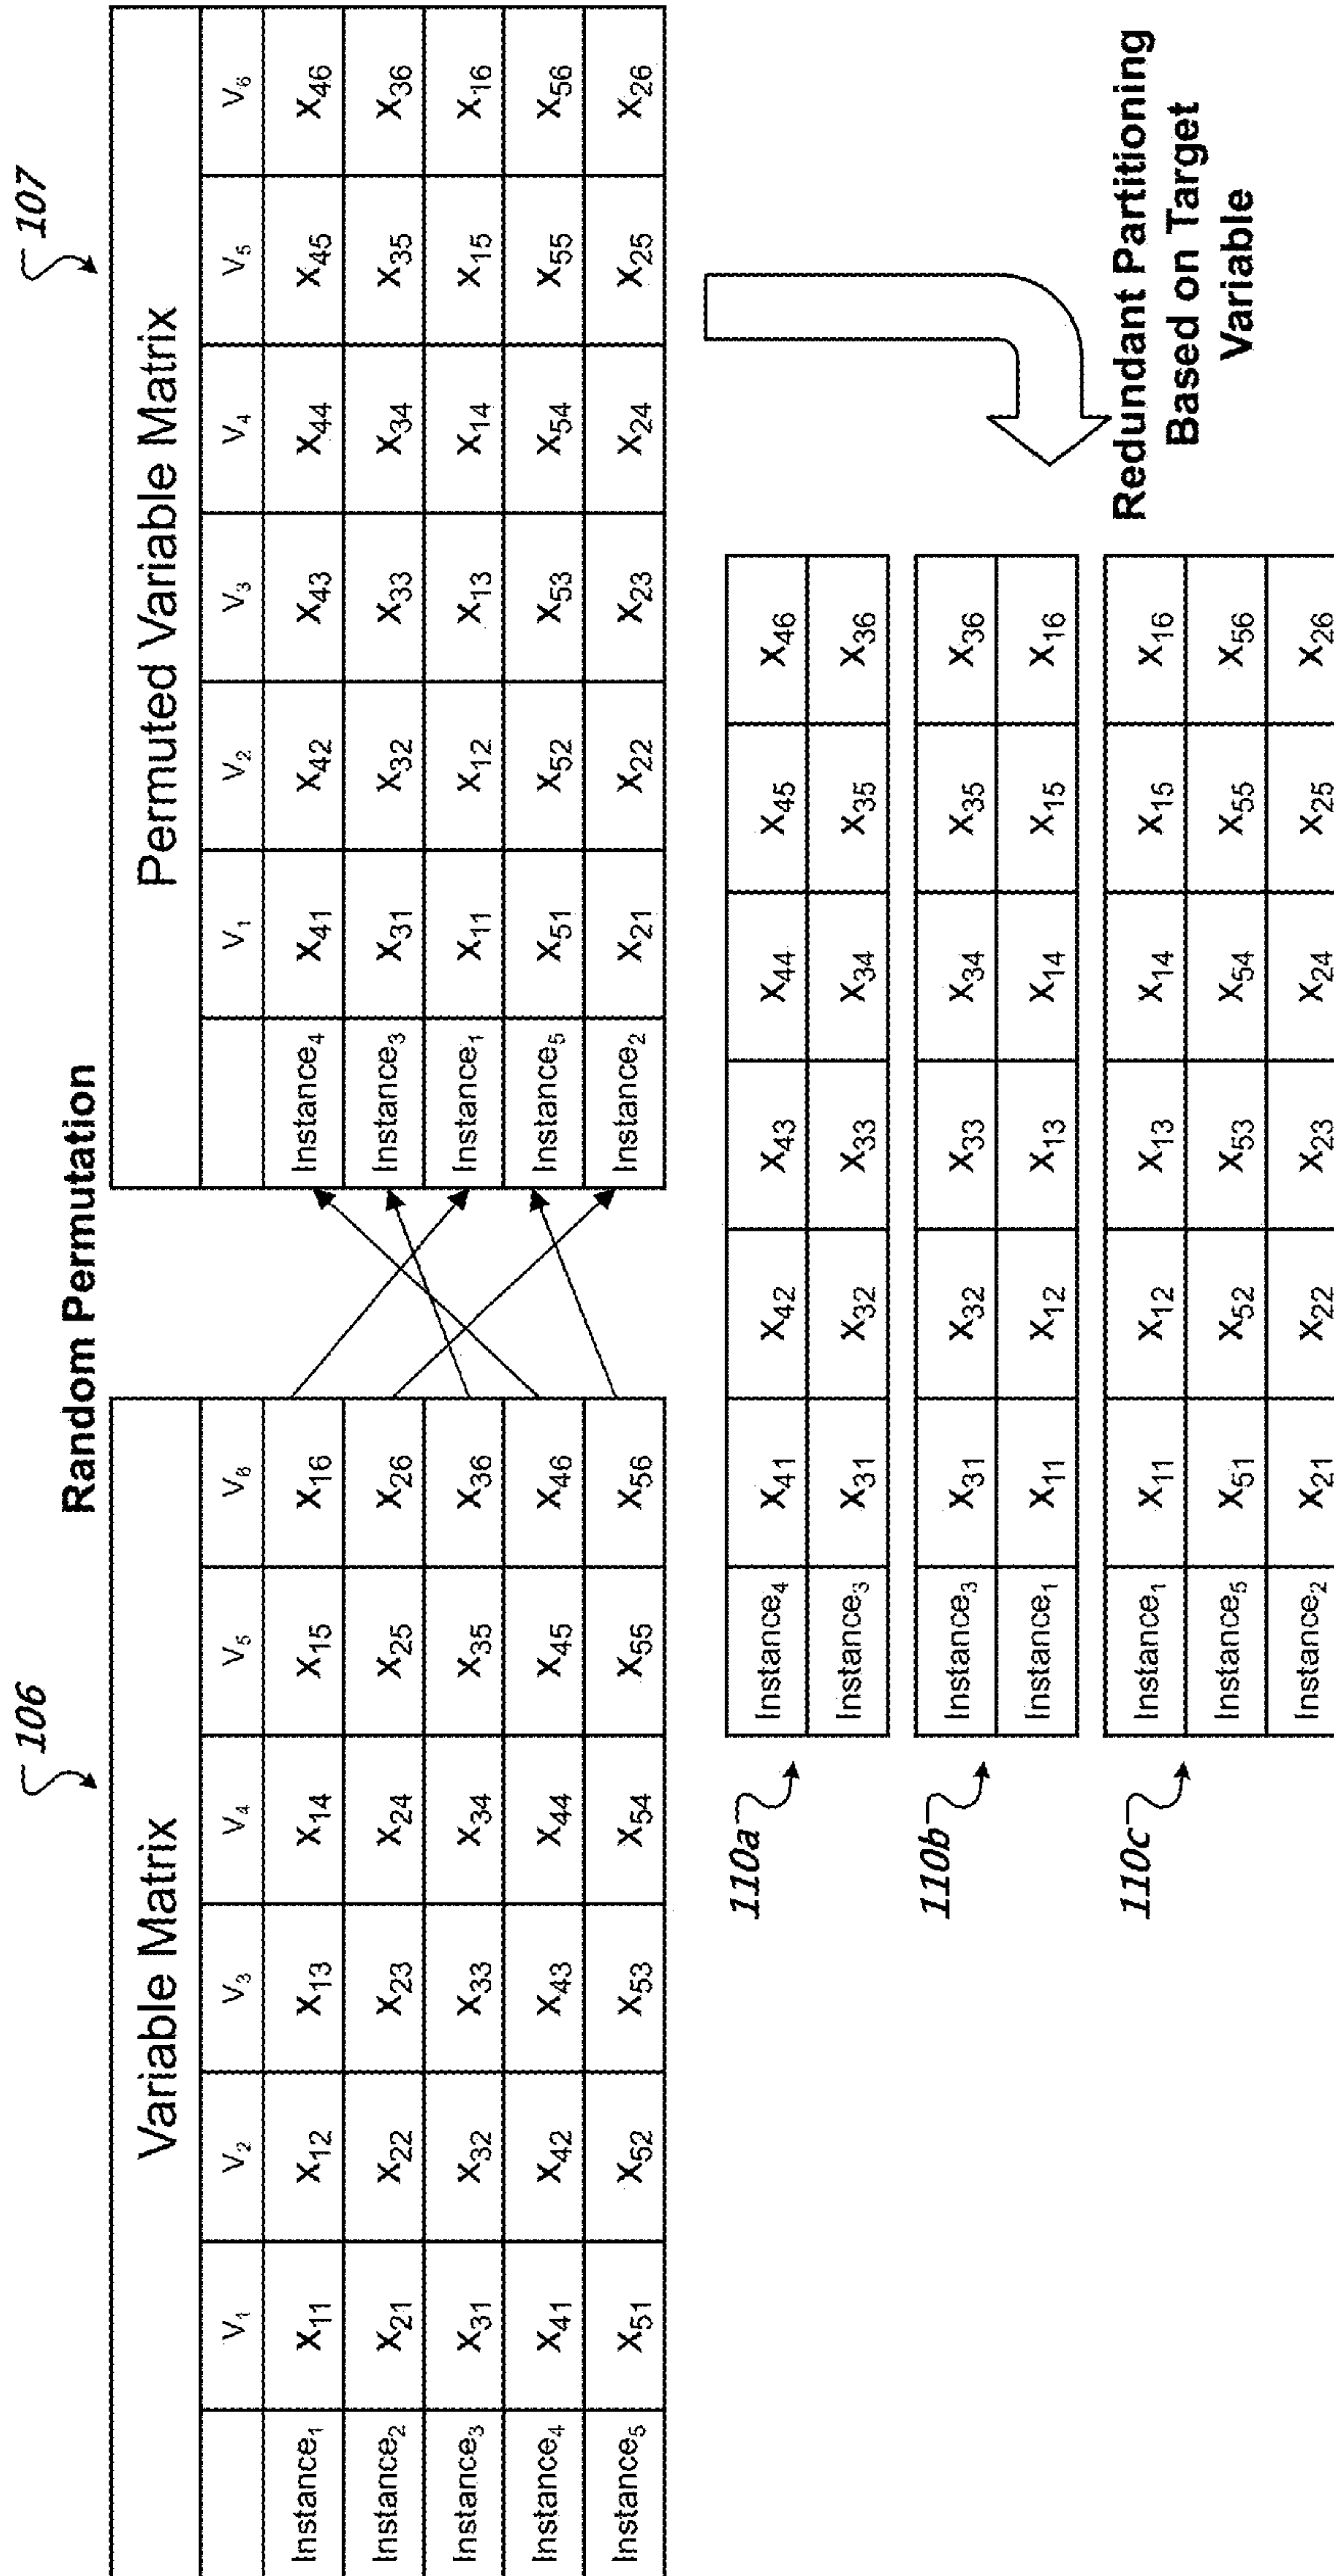 106
Variable Matrix
V₁ V₂ V₃ V₄ V₅ V₆
Instance₁ X₁₁ X₁₂ X₁₃ X₁₄ X₁₅ X₁₆
Instance₂ X₂₁ X₂₂ X₂₃ X₂₄ X₂₅ X₂₆
Instance₃ X₃₁ X₃₂ X₃₃ X₃₄ X₃₅ X₃₆
Instance₄ X₄₁ X₄₂ X₄₃ X₄₄ X₄₅ X₄₆
Instance₅ X₅₁ X₅₂ X₅₃ X₅₄ X₅₅ X₅₆
Random Permutation
107
Permuted Variable Matrix
V₁ V₂ V₃ V₄ V₅ V₆
Instance₄ X₄₁ X₄₂ X₄₃ X₄₄ X₄₅ X₄₆
Instance₃ X₃₁ X₃₂ X₃₃ X₃₄ X₃₅ X₃₆
Instance₁ X₁₁ X₁₂ X₁₃ X₁₄ X₁₅ X₁₆
Instance₅ X₅₁ X₅₂ X₅₃ X₅₄ X₅₅ X₅₆
Instance₂ X₂₁ X₂₂ X₂₃ X₂₄ X₂₅ X₂₆
110a
Instance₄ X₄₁ X₄₂ X₄₃ X₄₄ X₄₅ X₄₆
Instance₃ X₃₁ X₃₂ X₃₃ X₃₄ X₃₅ X₃₆
110b
Instance₃ X₃₁ X₃₂ X₃₃ X₃₄ X₃₅ X₃₆
Instance₁ X₁₁ X₁₂ X₁₃ X₁₄ X₁₅ X₁₆
110c
Instance₁ X₁₁ X₁₂ X₁₃ X₁₄ X₁₅ X₁₆
Instance₅ X₅₁ X₅₂ X₅₃ X₅₄ X₅₅ X₅₆
Instance₂ X₂₁ X₂₂ X₂₃ X₂₄ X₂₅ X₂₆
Redundant Partitioning
Based on Target
Variable